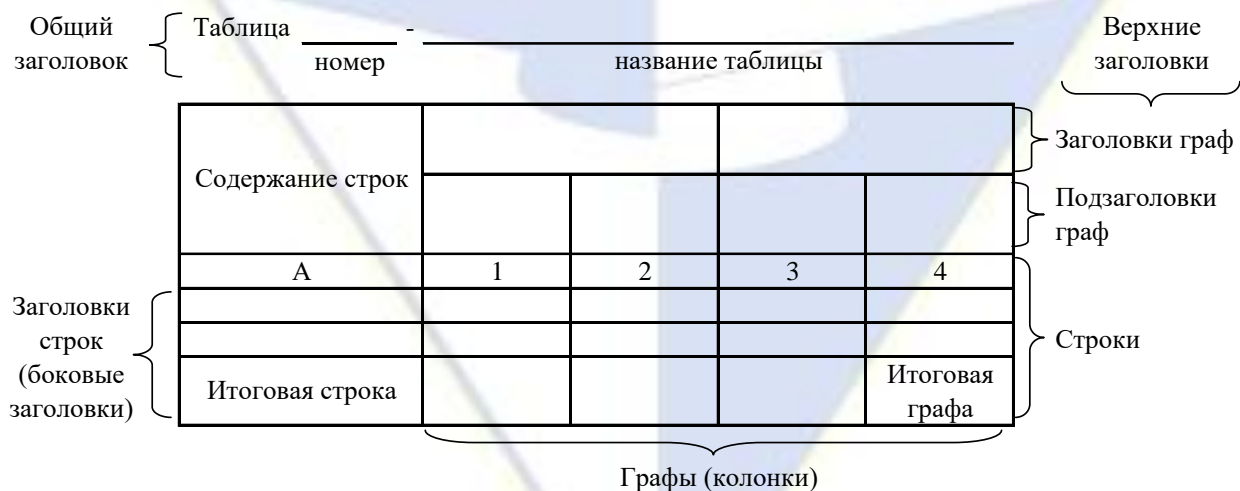 Общий
заголовок
Таблица -
номер
название таблицы
Верхние
заголовки
Содержание строк
Заголовки граф
Подзаголовки
граф
А 1 2 3 4
Заголовки
строк
(боковые
заголовки)
Строки
Итоговая строка
Итоговая
графа
Графы (колонки)